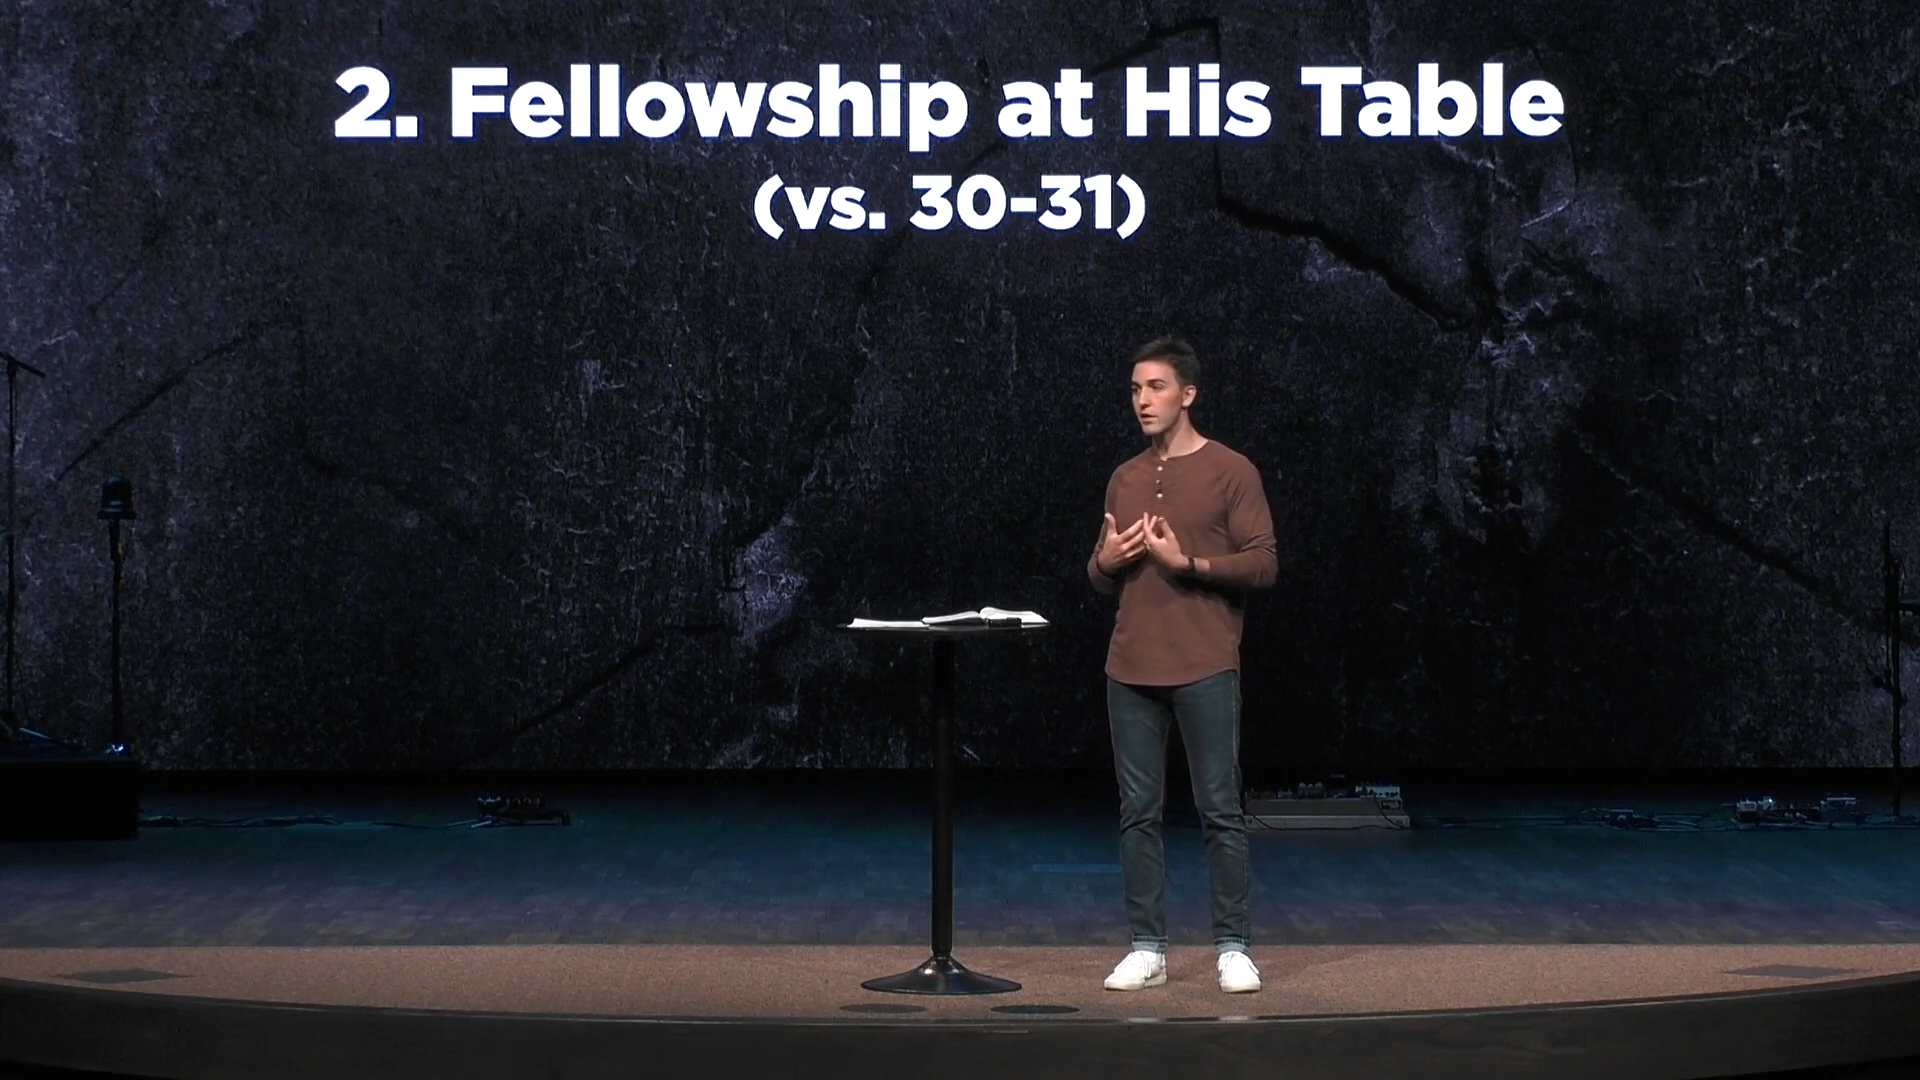 2. Fellowship at His Table
(vs. 30-31)